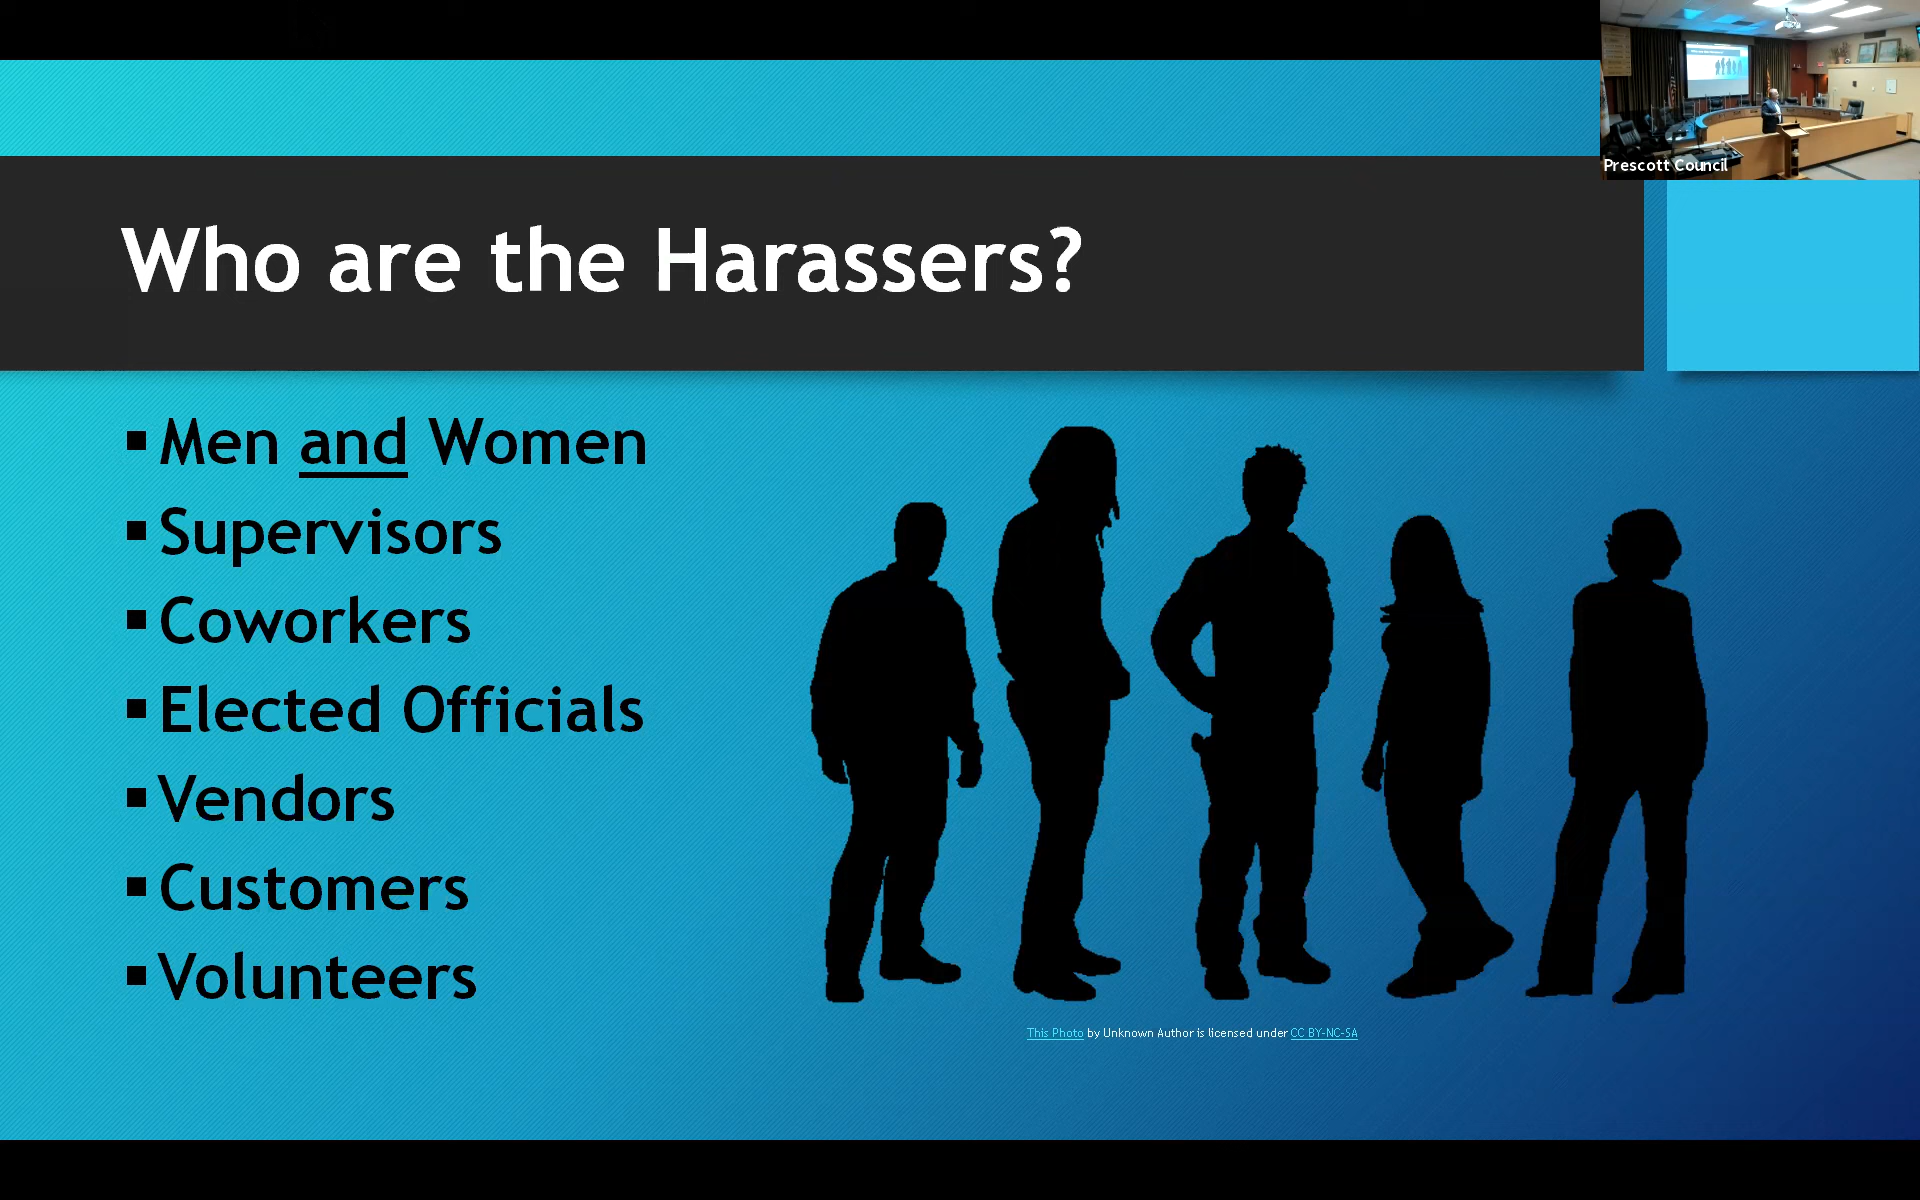 Prescott Council
Who are the Harassers?
▪Men and Women
▪Supervisors
▪Coworkers
▪Elected Officials
▪Vendors
▪Customers
▪Volunteers
This Photo by Unknown Author is licensed under CC BY-NC-SA